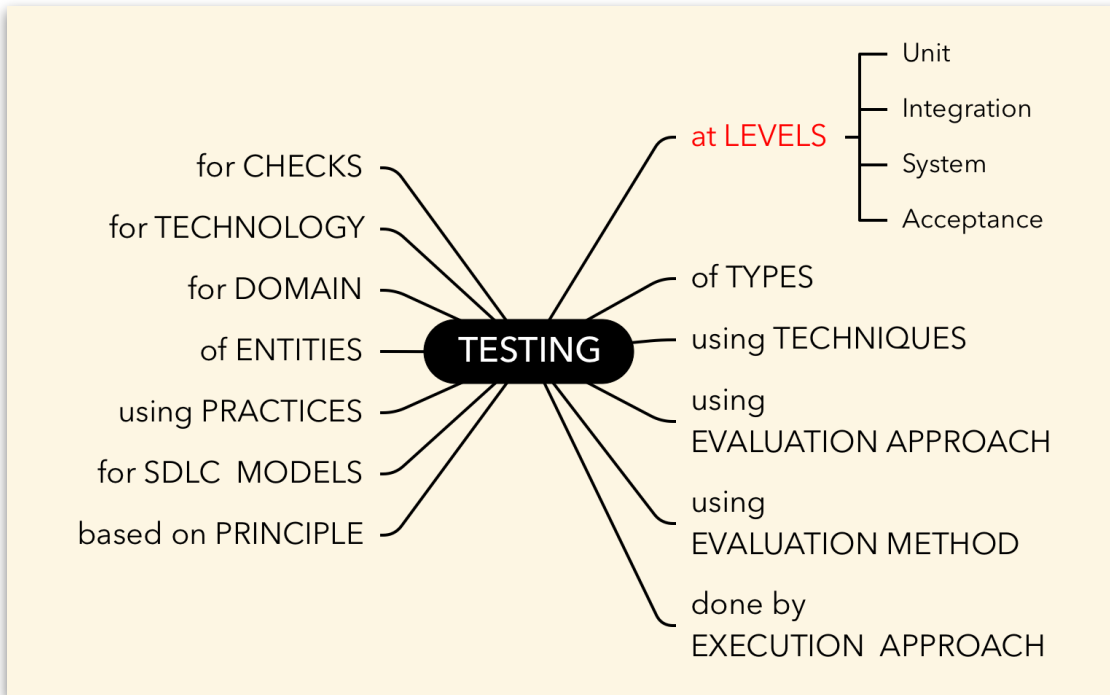 TESTING
at LEVELS
Unit
Integration
System
Acceptance
of TYPES
using TECHNIQUES
using
EVALUATION APPROACH
using
EVALUATION METHOD
done by
EXECUTION  APPROACH
for CHECKS
for TECHNOLOGY
for DOMAIN
of ENTITIES
using PRACTICES
for SDLC  MODELS
based on PRINCIPLE